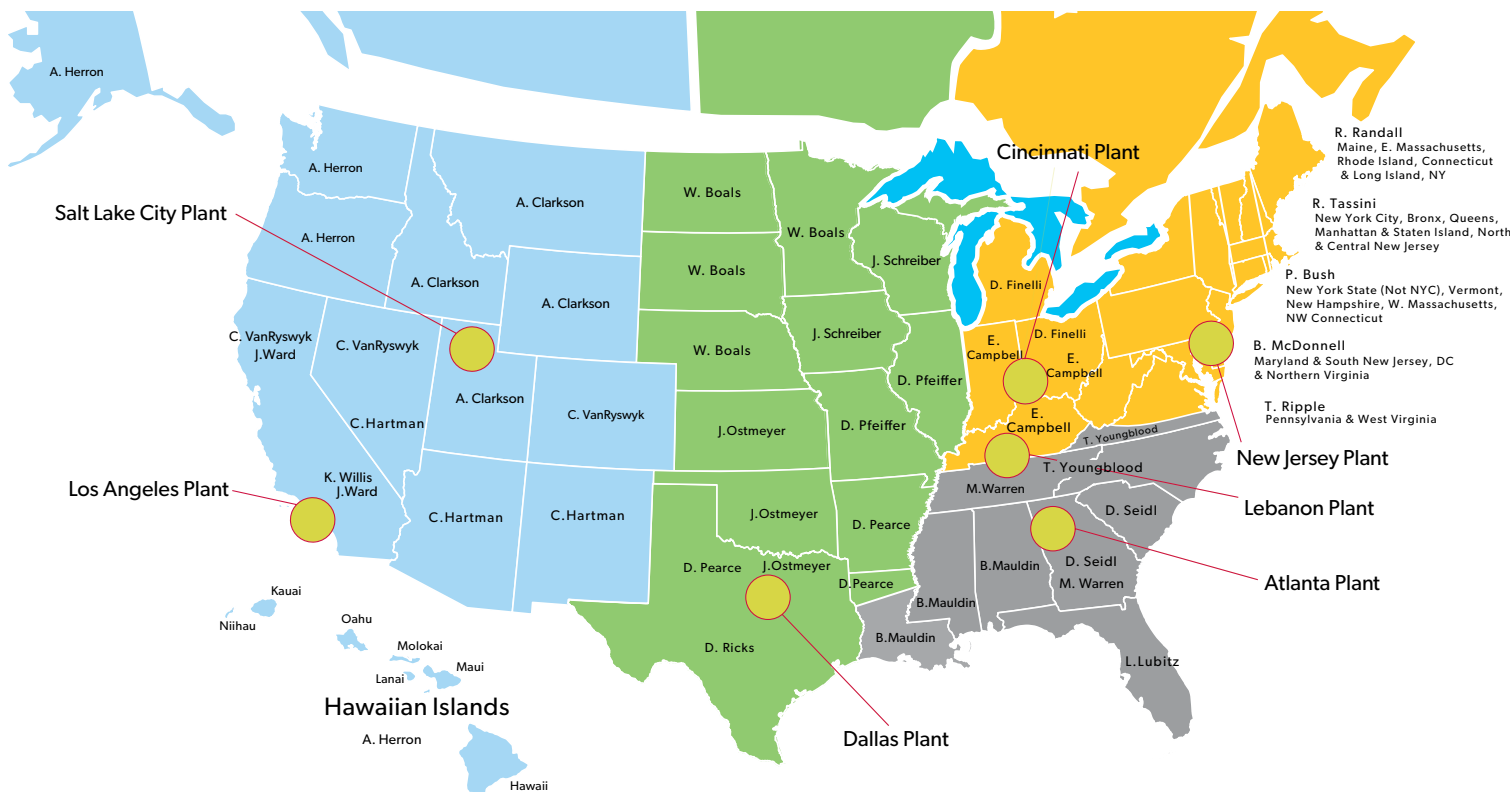 A. Herron
A. Herron
A. Herron
A. Clarkson
A. Clarkson
A. Clarkson
A. Clarkson
Salt Lake City Plant
C. VanRyswyk
J.Ward
C. VanRyswyk
C.Hartman
C. VanRyswyk
K. Willis
J.Ward
Los Angeles Plant
C.Hartman
C.Hartman
Kauai
Niihau
Oahu
Molokai
Maui
Lanai
Hawaiian Islands
A. Herron
Hawaii
W. Boals
W. Boals
W. Boals
W. Boals
J. Schreiber
J. Schreiber
D. Pfeiffer
D. Pfeiffer
J.Ostmeyer
J.Ostmeyer
D. Pearce
D. Pearce
J.Ostmeyer
D.Pearce
D. Ricks
Dallas Plant
Cincinnati Plant
D. Finelli
D. Finelli
E.
Campbell
E.
Campbell
E.
Campbell
T. Youngblood
T. Youngblood
M.Warren
D. Seidl
D. Seidl
M. Warren
B.Mauldin
B.Mauldin
B.Mauldin
L.Lubitz
R. Randall
Maine, E. Massachusetts,
Rhode Island, Connecticut
& Long Island, NY
R. Tassini
New York City, Bronx, Queens,
Manhattan & Staten Island, North
& Central New Jersey
P. Bush
New York State (Not NYC), Vermont,
New Hampshire, W. Massachusetts,
NW Connecticut
B. McDonnell
Maryland & South New Jersey, DC
& Northern Virginia
T. Ripple
Pennsylvania & West Virginia
New Jersey Plant
Lebanon Plant
Atlanta Plant